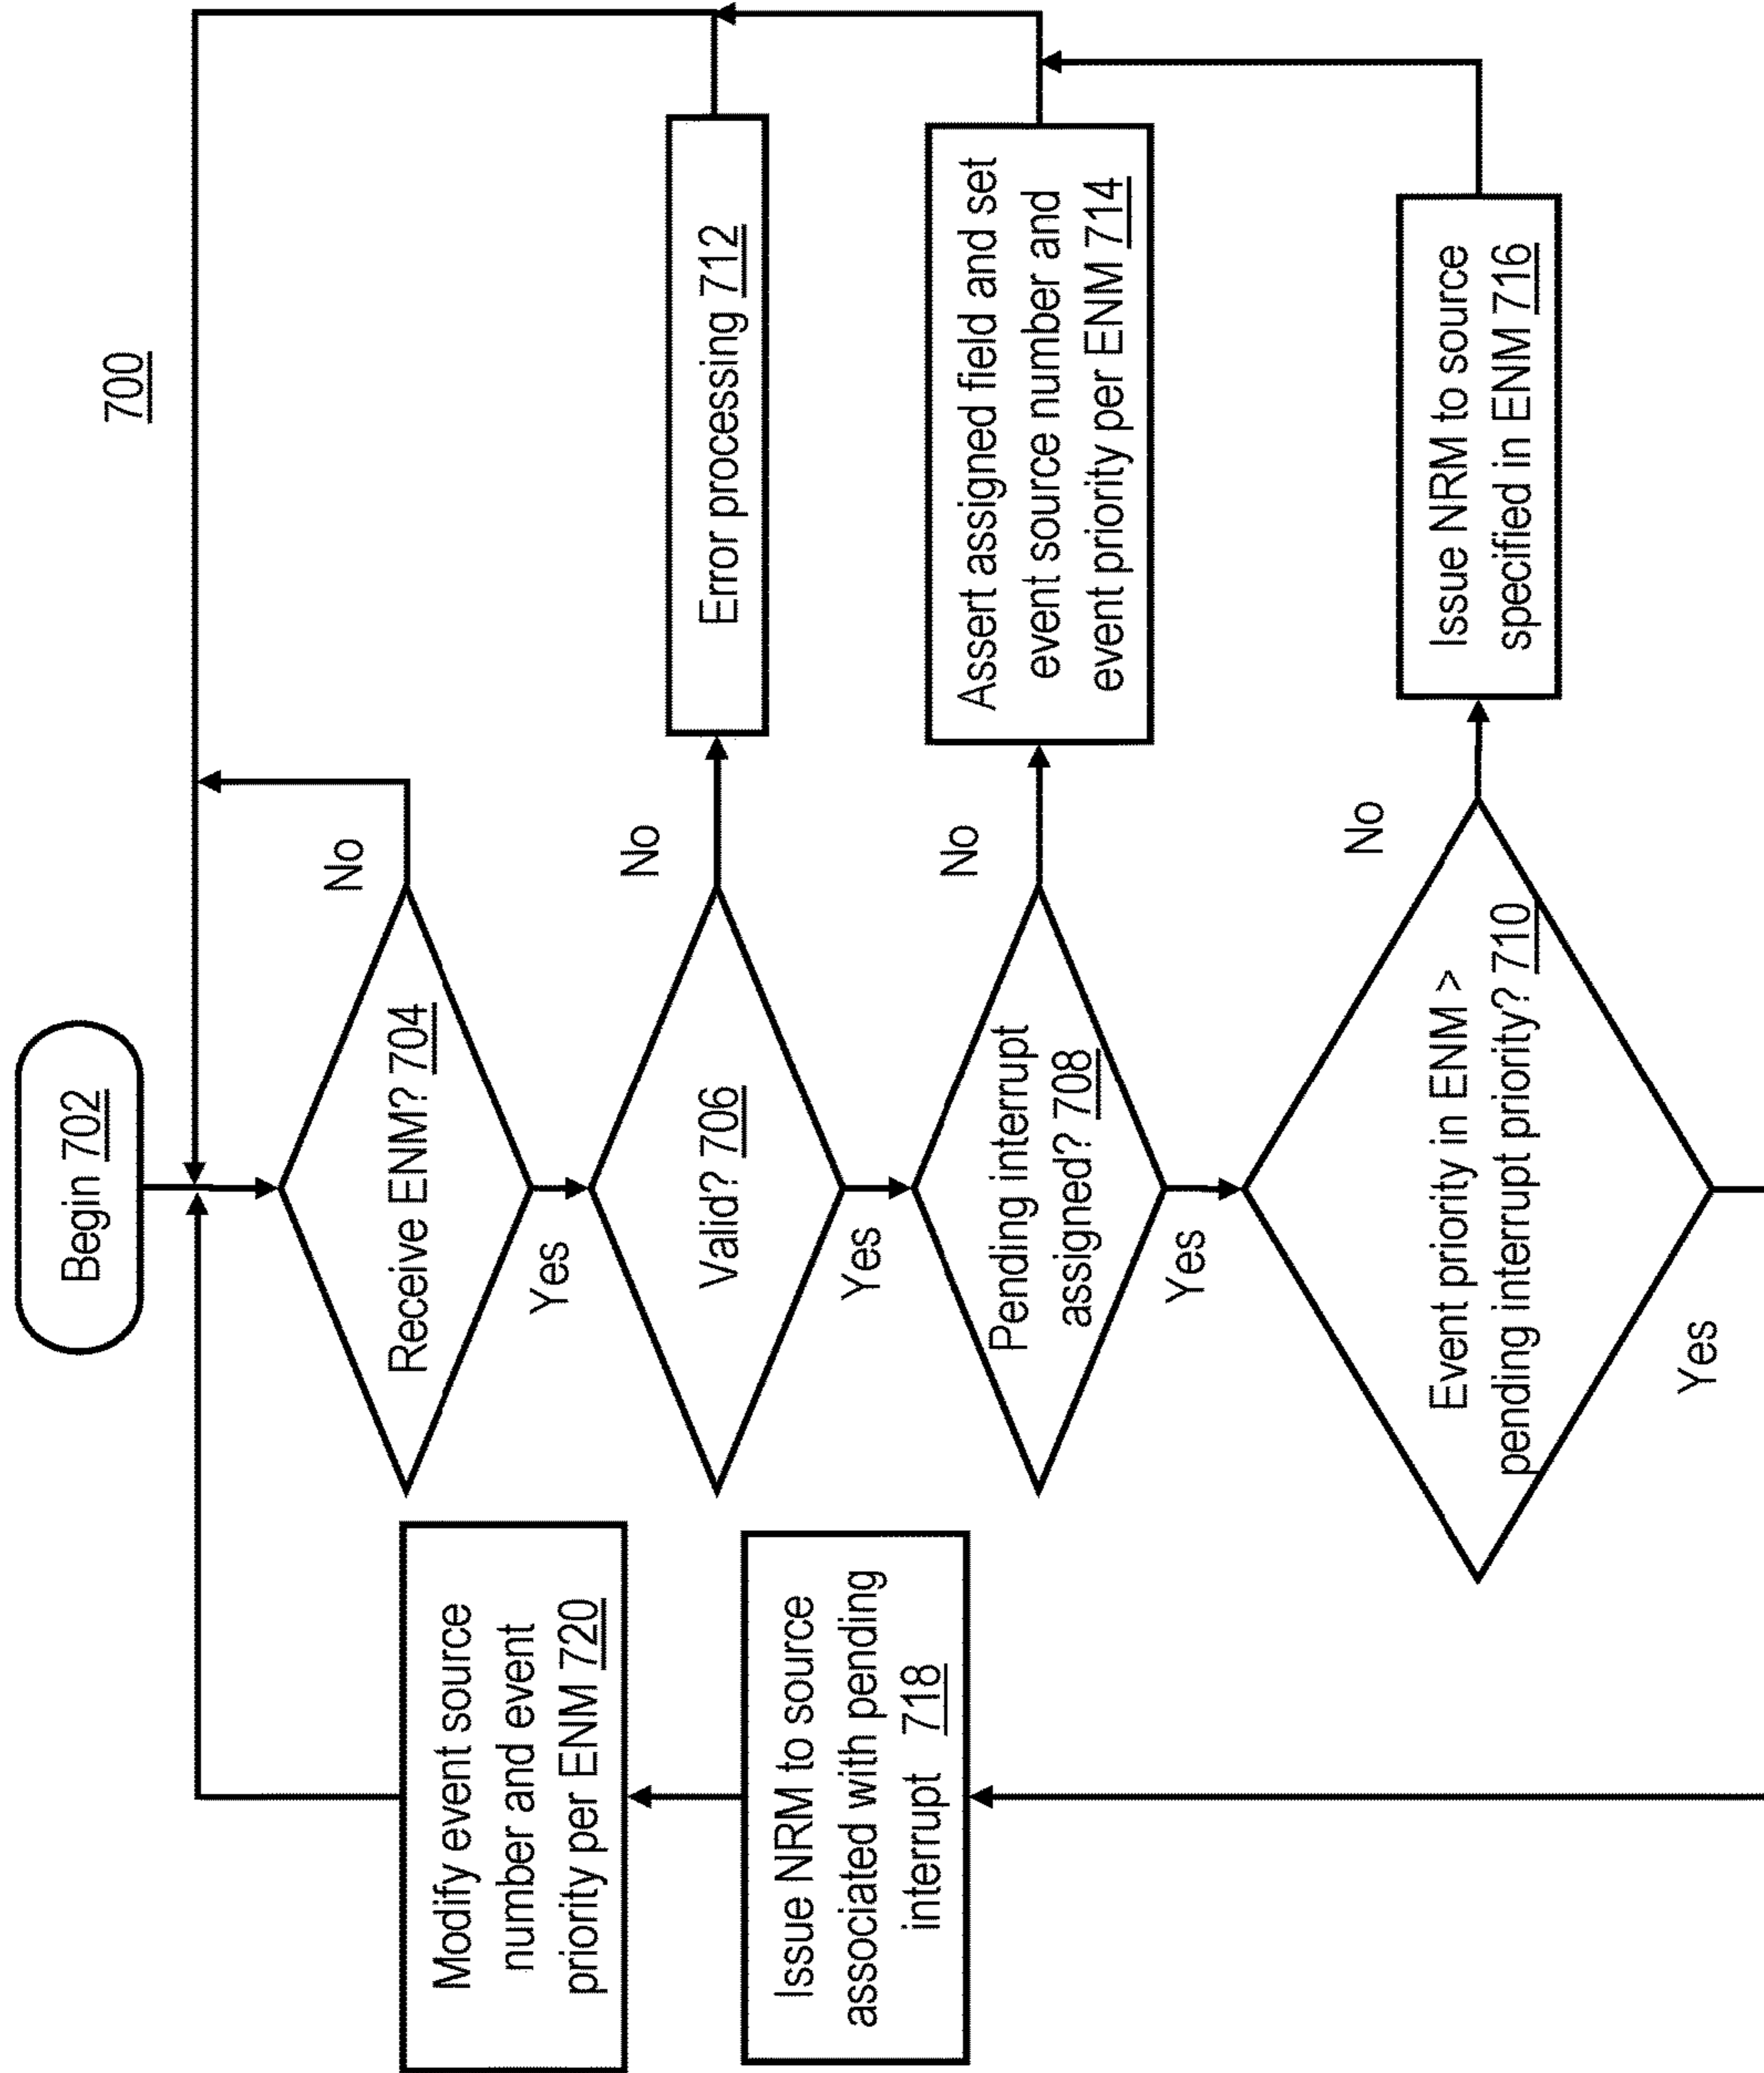 700
Begin 702
Receive ENM? 704
No
Yes
Valid? 706
No
Error processing 712
Yes
Pending interrupt
assigned? 708
No
Assert assigned field and set
event source number and
event priority per ENM 714
Yes
Event priority in ENM >
pending interrupt priority? 710
No
Issue NRM to source
specified in ENM 716
Yes
Issue NRM to source
associated with pending
interrupt 718
Modify event source
number and event
priority per ENM 720